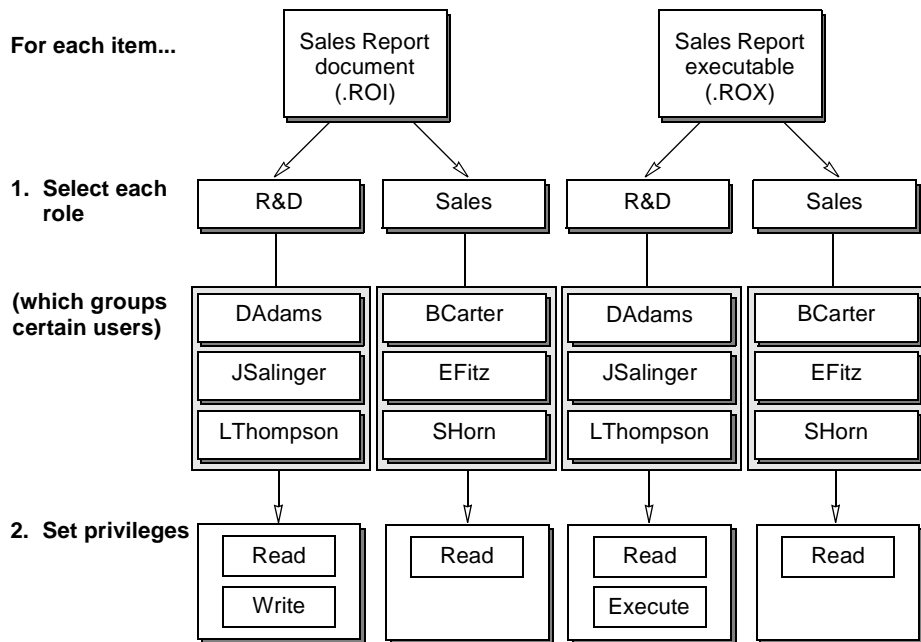 For each item...
Sales Report
document
(.ROI)
Sales Report
executable
(.ROX)
1. Select each
role
R&D
Sales
R&D
Sales
(which groups
certain users)
DAdams
BCarter
DAdams
BCarter
JSalinger
EFitz
JSalinger
EFitz
LThompson
SHorn
LThompson
SHorn
2. Set privileges
Read
Read
Read
Read
Write
Execute